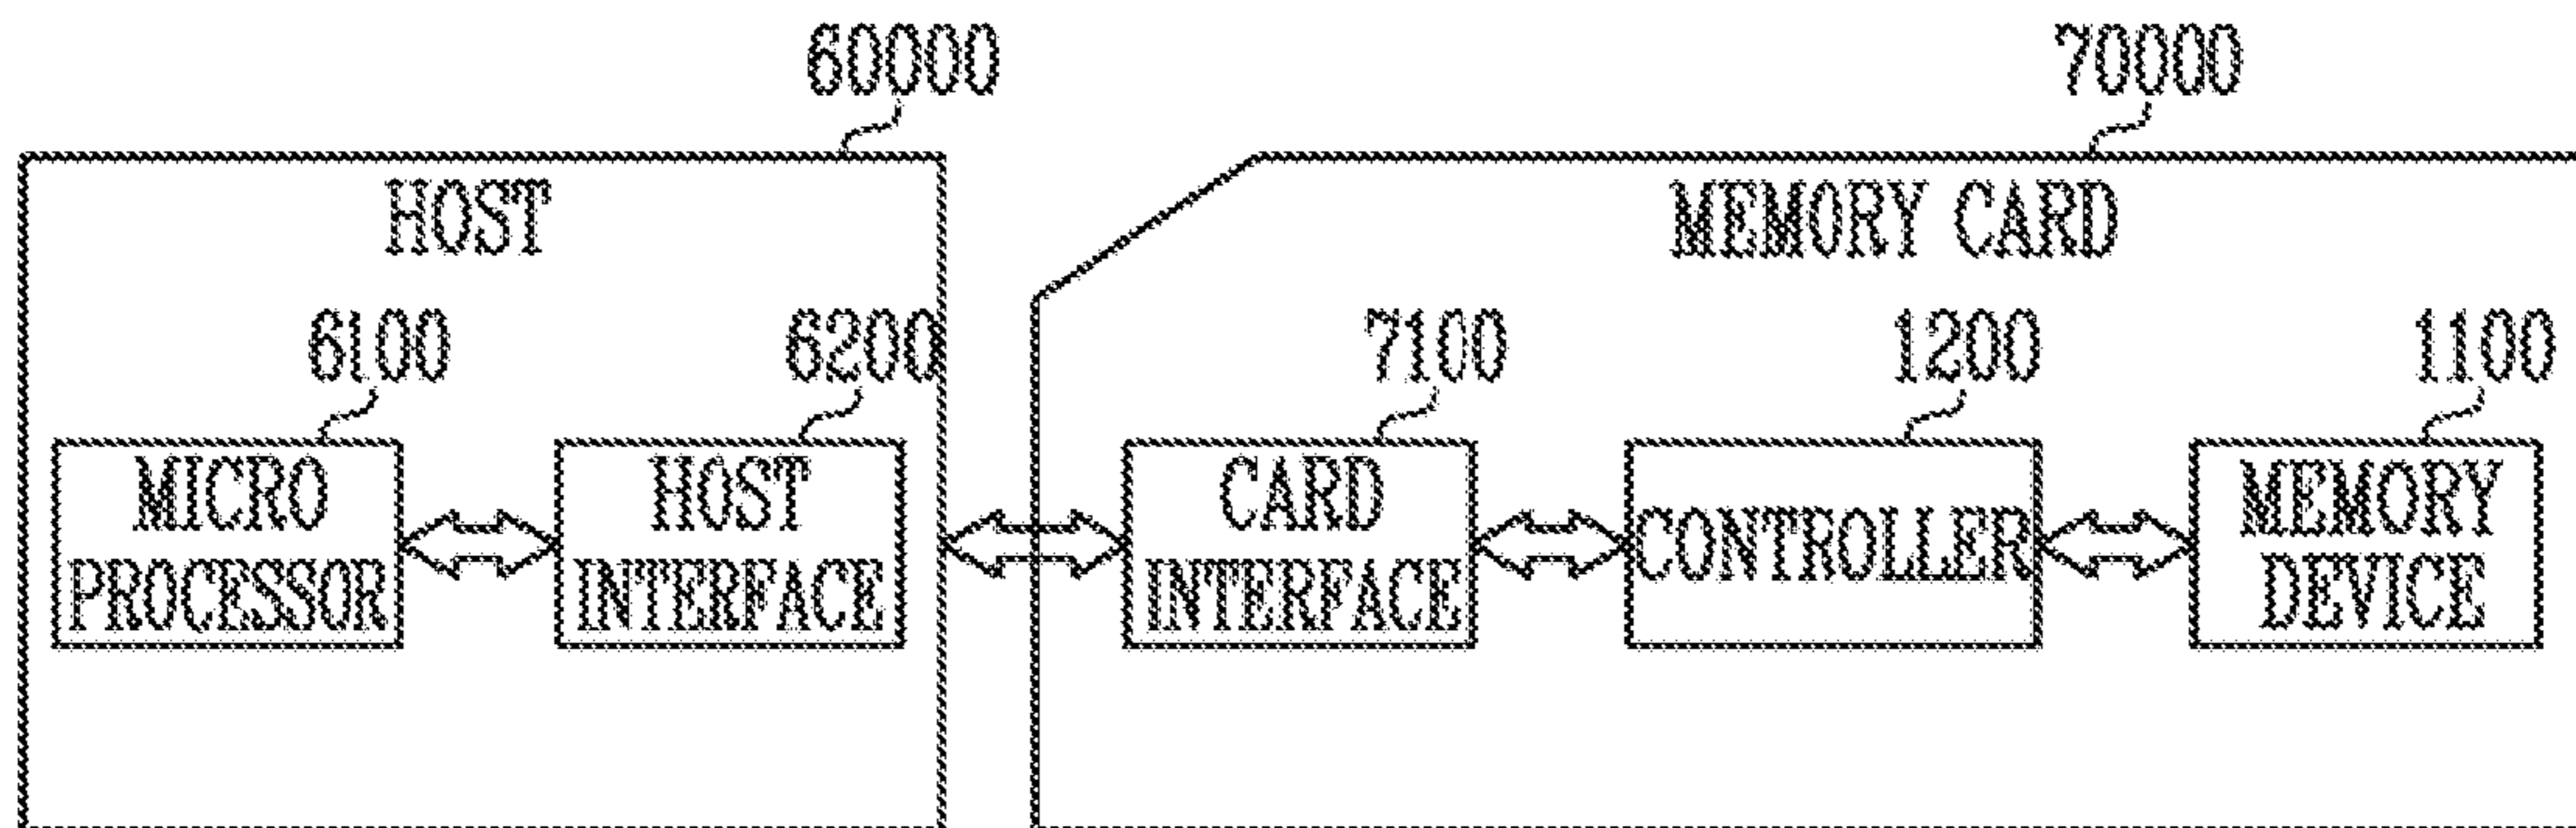 60000
70000
HOST
MEMORY CARD
6100
6200
7100
1200
1100
MICRO
PROCESSOR
HOST
INTERFACE
CARD
INTERFACE
CONTROLLER
MEMORY
DEVICE